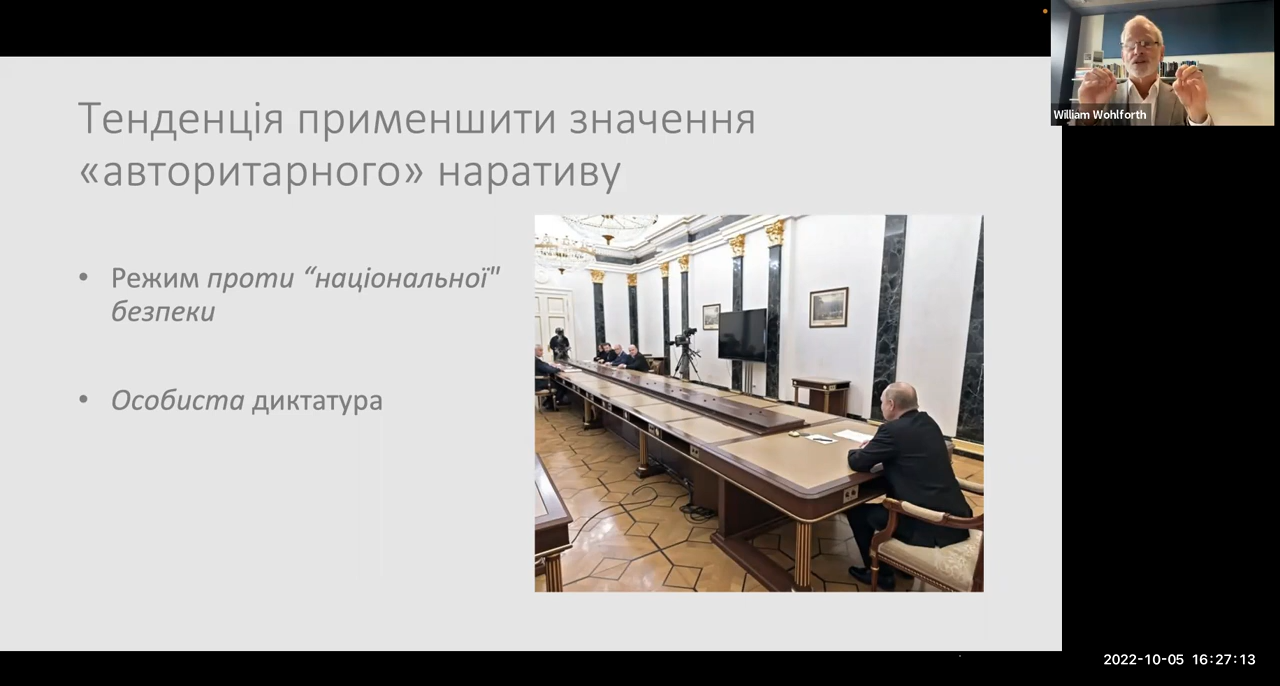 Тенденція применшити значення
«авторитарного» наративу
• Режим проти “національної"
безпеки
• Особиста диктатура
William Wohlforth
2022-10-05 16:27:13